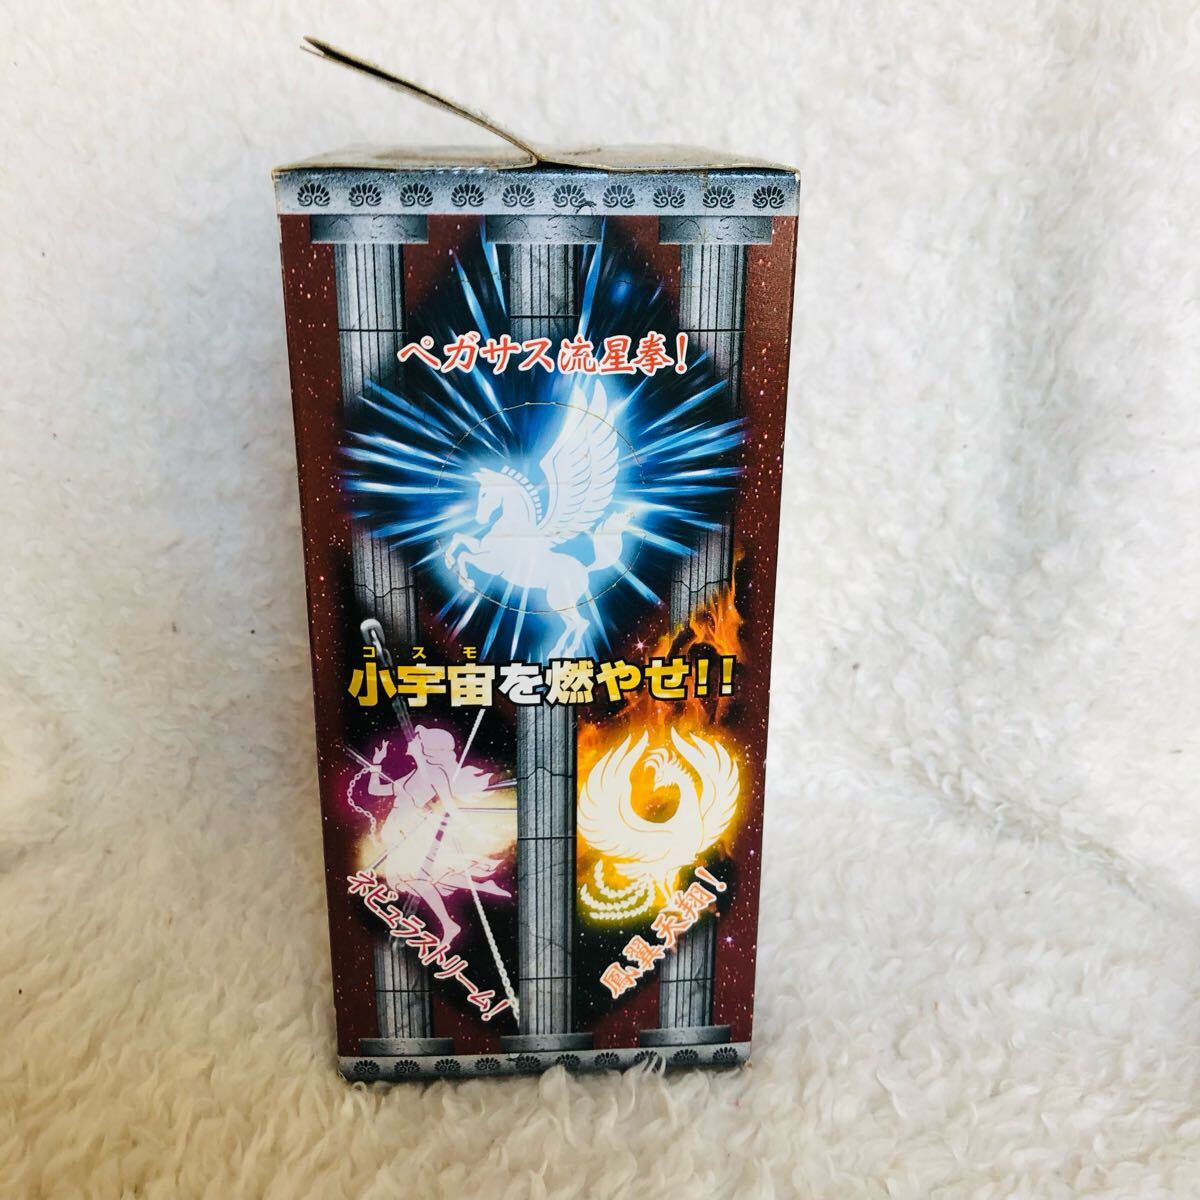 ペガサス流星拳!
コスモ
小宇宙を燃やせ!!
ネビュラストリーム!
鳳翼天翔!